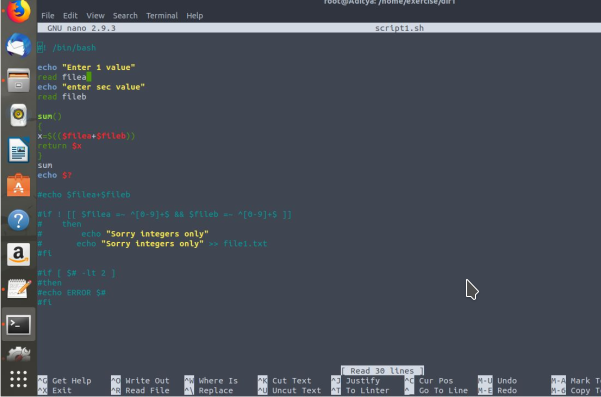 root@Aditya: /home/exercise/dir1
File Edit View Search Terminal Help
GNU nano 2.9.3 script1.sh
#! /bin/bash
echo "Enter 1 value"
read filea
echo "enter sec value"
read fileb
sum()
{
x=$(($filea+$fileb))
return $x
}
sum
echo $?
#echo $filea+$fileb
#if ! [[ $filea =~ ^[0-9]+$ && $fileb =~ ^[0-9]+$ ]]
# then
# echo "Sorry integers only"
# echo "Sorry integers only" >> file1.txt
#fi
#if [ $# -lt 2 ]
#then
#echo ERROR $#
#fi
[ Read 30 lines ]
^G Get Help ^O Write Out ^W Where Is ^K Cut Text ^J Justify ^C Cur Pos M-U Undo M-A Mark T
^X Exit ^R Read File ^\ Replace ^U Uncut Text ^T To Linter ^_ Go To Line M-E Redo M-6 Copy T